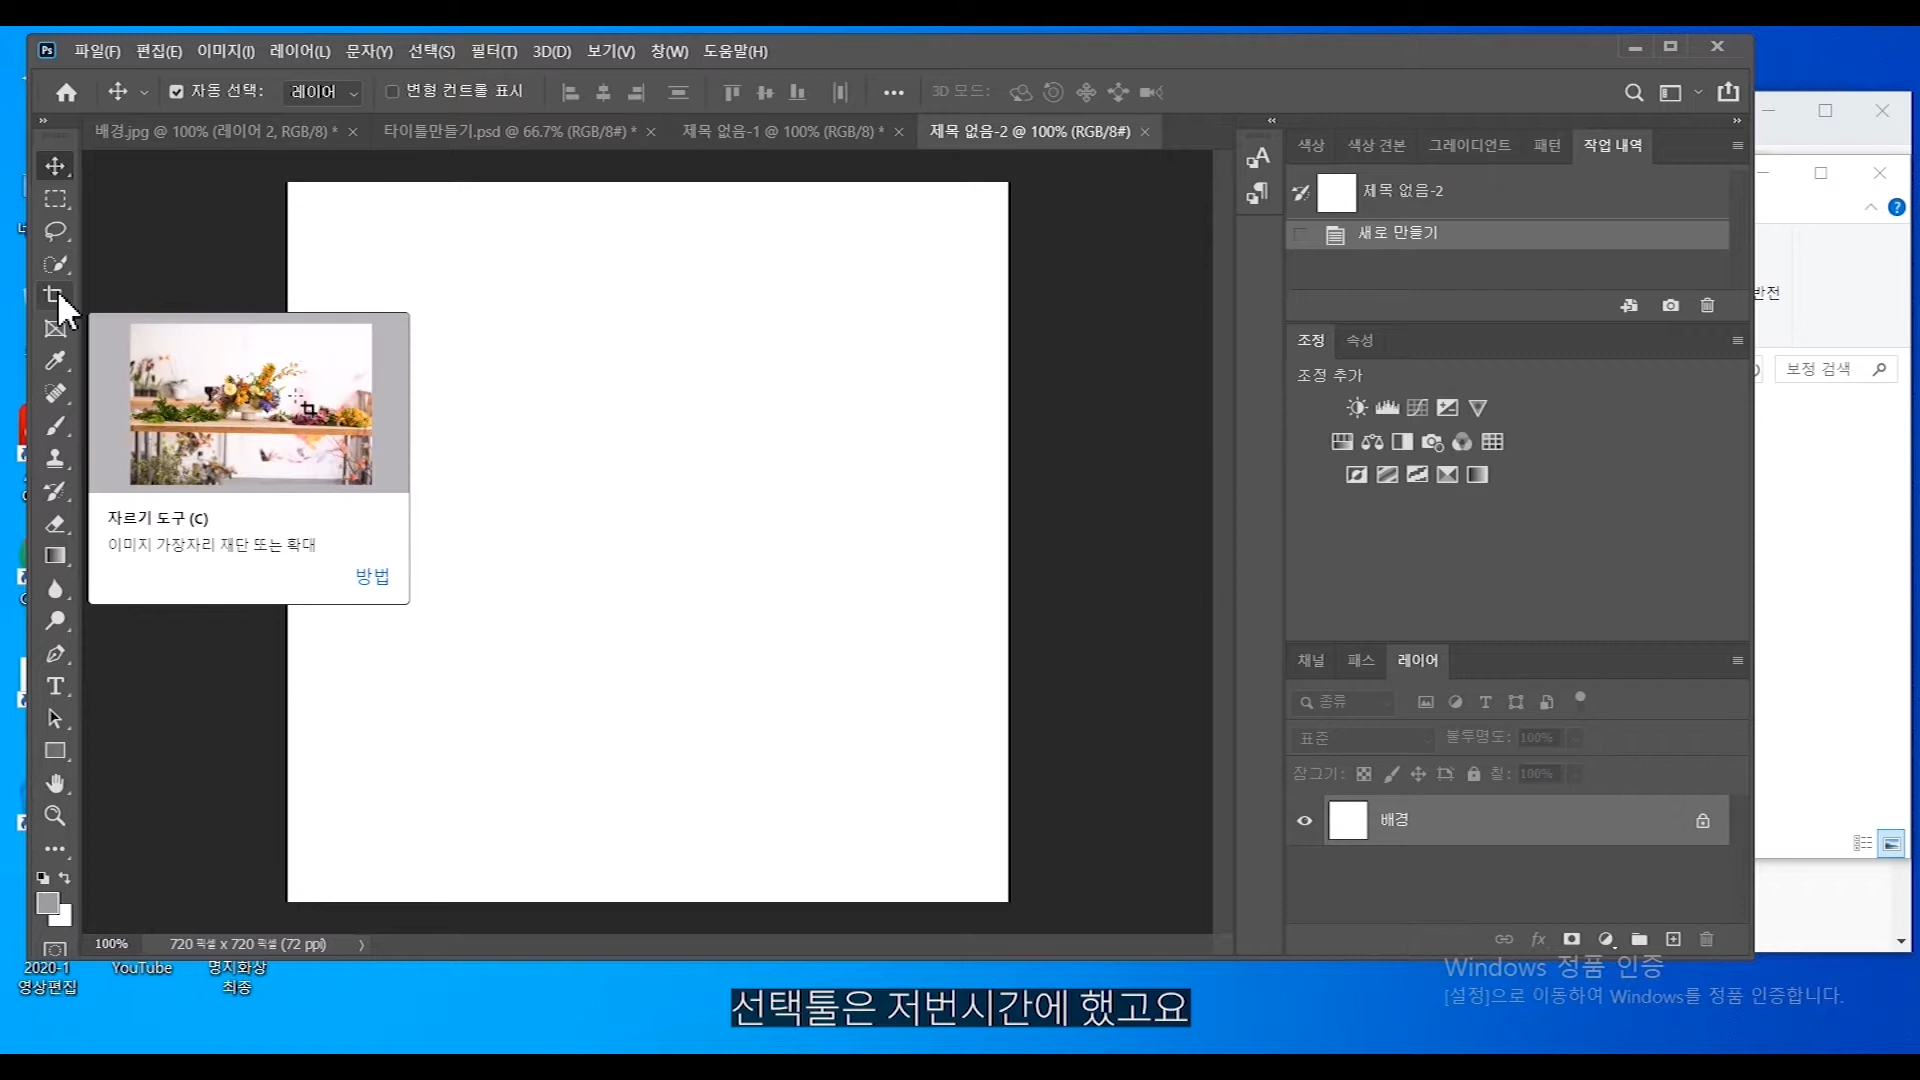 Ps 파일(F) 편집(E) 이미지(I) 레이어(L) 문자(Y) 선택(S) 필터(T) 3D(D) 보기(V) 창(W) 도움말(H)
자동 선택: 레이어 변형 컨트롤 표시 3D 모드:
배경.jpg @ 100% (레이어 2, RGB/8) * 타이틀만들기.psd @ 66.7% (RGB/8#) * 제목 없음-1 @ 100% (RGB/8) * 제목 없음-2 @ 100% (RGB/8#)
색상 색상 견본 그레이디언트 패턴 작업 내역
제목 없음-2
새로 만들기
반전
조정 속성
보정 검색
조정 추가
자르기 도구 (C)
이미지 가장자리 재단 또는 확대
방법
채널 패스 레이어
종류
표준 불투명도: 100%
잠그기: 칠: 100%
배경
100% 720 픽셀 x 720 픽셀 (72 ppi)
fx
2020-1
영상편집
YouTube
명지화상
최종
Windows 정품 인증
[설정]으로 이동하여 Windows를 정품 인증합니다.
선택툴은 저번시간에 했고요